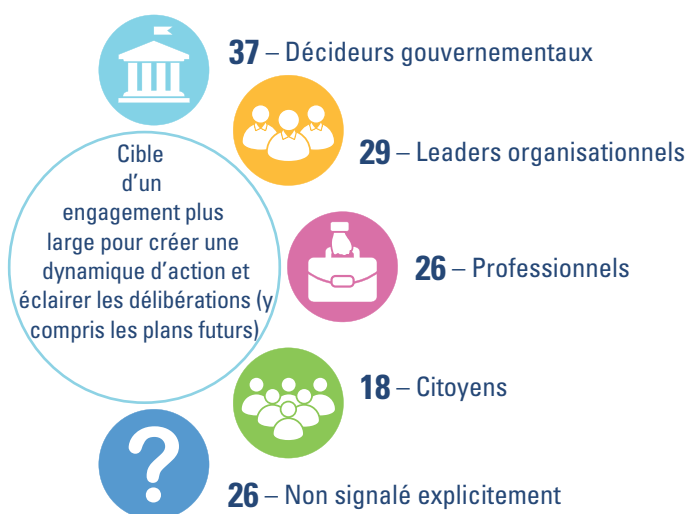 37 – Décideurs gouvernementaux
29 – Leaders organisationnels
Cible
d’un
engagement plus
large pour créer une
dynamique d’action et
éclairer les délibérations (y
compris les plans futurs)
26 – Professionnels
18 – Citoyens
26 – Non signalé explicitement